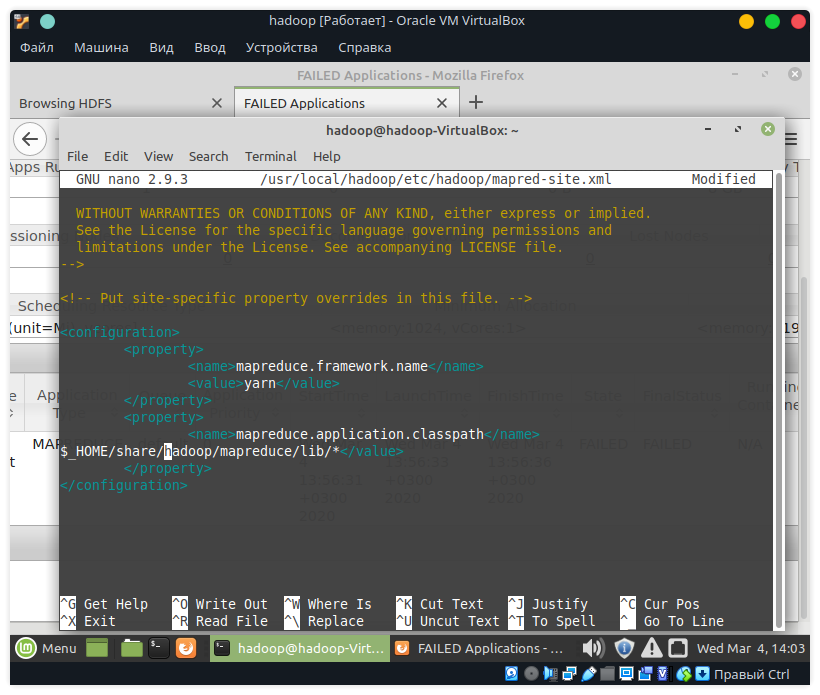 hadoop [Работает] - Oracle VM VirtualBox
Файл Машина Вид Ввод Устройства Справка
FAILED Applications - Mozilla Firefox
Browsing HDFS
FAILED Applications
hadoop@hadoop-VirtualBox: ~
File Edit View Search Terminal Help
GNU nano 2.9.3 /usr/local/hadoop/etc/hadoop/mapred-site.xml Modified
WITHOUT WARRANTIES OR CONDITIONS OF ANY KIND, either express or implied.
See the License for the specific language governing permissions and
limitations under the License. See accompanying LICENSE file.
-->
<!-- Put site-specific property overrides in this file. -->
<configuration>
<property>
<name>mapreduce.framework.name</name>
<value>yarn</value>
</property>
<property>
<name>mapreduce.application.classpath</name>
$_HOME/share/hadoop/mapreduce/lib/*</value>
</property>
</configuration>
^G Get Help ^O Write Out ^W Where Is ^K Cut Text ^J Justify ^C Cur Pos
^X Exit ^R Read File ^\ Replace ^U Uncut Text ^T To Spell ^_ Go To Line
Menu
hadoop@hadoop-Virt...
FAILED Applications - ...
Wed Mar 4, 14:03
Правый Ctrl